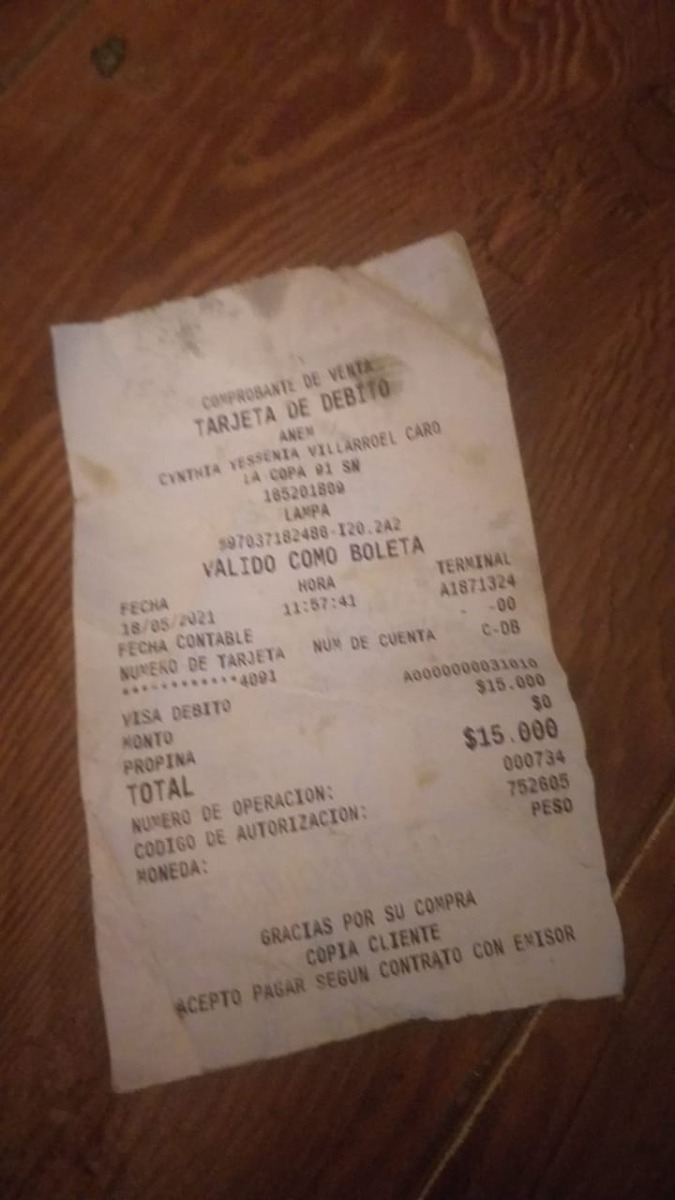 COMPROBANTE DE VENTA
TARJETA DE DEBITO
ANEM
CYNTHIA YESSENIA VILLARROEL CARO
LA COPA 91 SN
185201809
LAMPA
597037182488-I20.2A2
VALIDO COMO BOLETA
FECHA HORA TERMINAL
18/05/2021 11:57:41 A1871324
FECHA CONTABLE - -00
NUMERO DE TARJETA NUM DE CUENTA C-DB
************4091
VISA DEBITO A0000000031010
MONTO $15.000
PROPINA $0
TOTAL $15.000
NUMERO DE OPERACION: 000734
CODIGO DE AUTORIZACION: 752605
MONEDA: PESO
GRACIAS POR SU COMPRA
COPIA CLIENTE
ACEPTO PAGAR SEGUN CONTRATO CON EMISOR